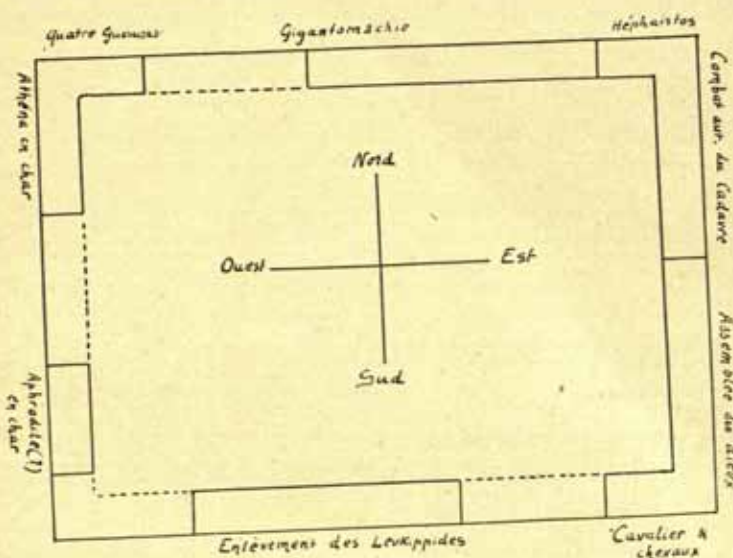 Quatre Guerriers
Gigantomachie
Héphaistos
Athéna en char
Combat aut. du Cadavre
Nord
Ouest
Est
Sud
Aphrodite(?)
en char
Assemblée des dieux
Enlèvement des Leukippides
Cavalier &
chevaux